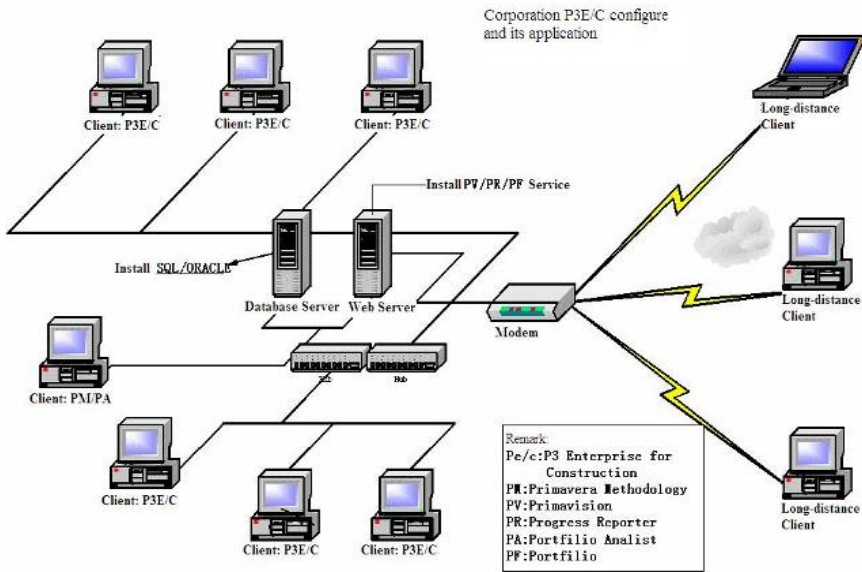 Corporation P3E/C configure
and its application
Client: P3E/C
Client: P3E/C
Client: P3E/C
Long-distance
Client
Install PV/PR/PF Service
Install SQL/ORACLE
Database Server
Web Server
Modem
Long-distance
Client
Hub
Client: PM/PA
Client: P3E/C
Client: P3E/C
Client: P3E/C
Remark:
Pe/c:P3 Enterprise for
Construction
PM:Primavera Methodology
PV:Primavision
PR:Progress Reporter
PA:Portfilio Analist
PF:Portfilio
Long-distance
Client